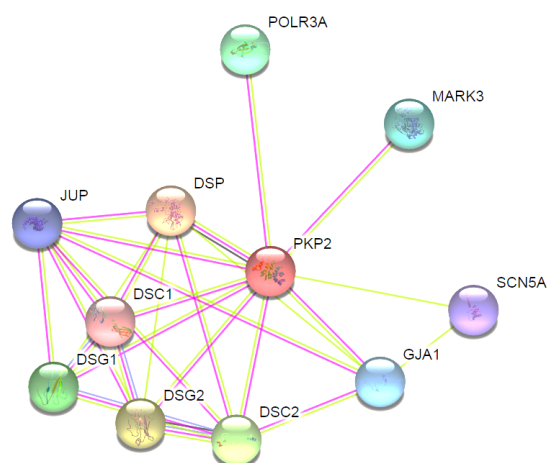 POLR3A
MARK3
JUP
DSP
PKP2
SCN5A
DSC1
GJA1
DSG1
DSG2
DSC2